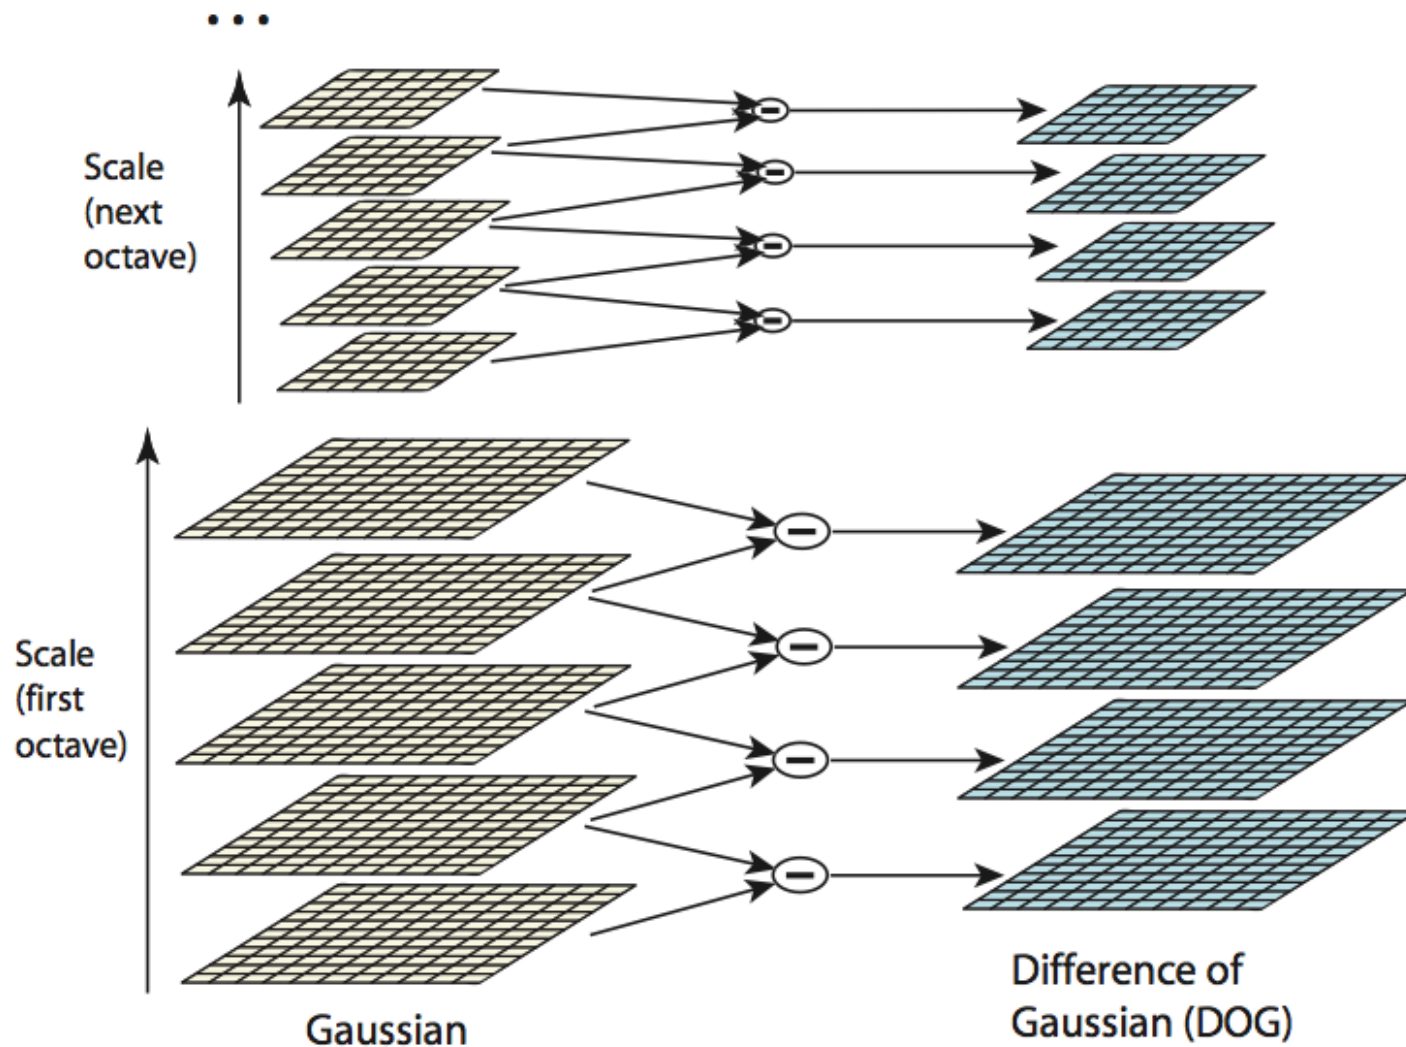 ...
Scale
(next
octave)
Scale
(first
octave)
Gaussian
Difference of
Gaussian (DOG)